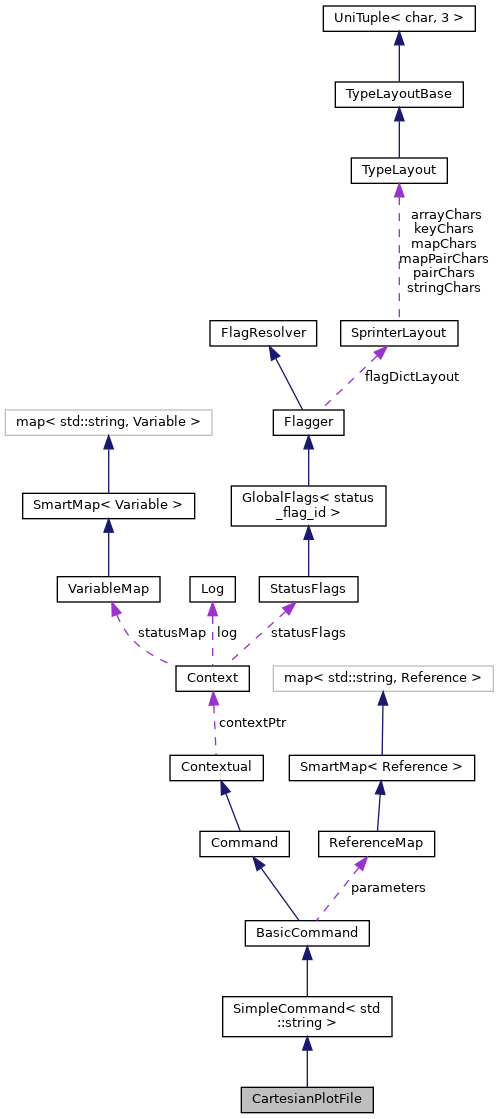 UniTuple< char, 3 >
TypeLayoutBase
TypeLayout
arrayChars
keyChars
mapChars
mapPairChars
pairChars
stringChars
FlagResolver
SprinterLayout
flagDictLayout
map< std::string, Variable >
Flagger
SmartMap< Variable >
GlobalFlags< status
_flag_id >
VariableMap
Log
StatusFlags
statusMap
log
statusFlags
Context
map< std::string, Reference >
contextPtr
Contextual
SmartMap< Reference >
Command
ReferenceMap
parameters
BasicCommand
SimpleCommand< std
::string >
CartesianPlotFile